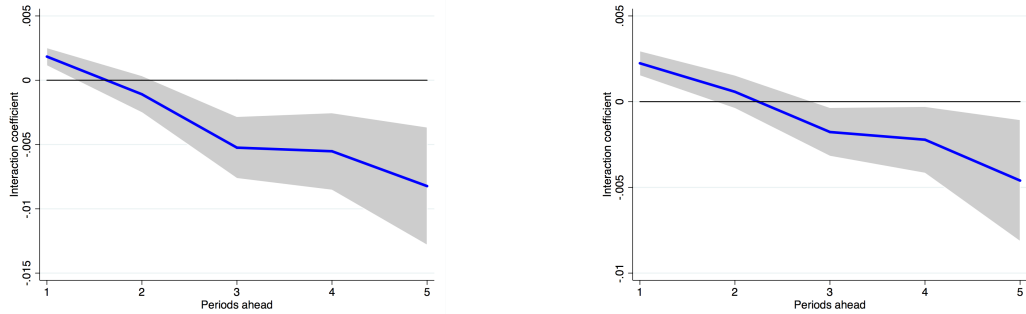 .005
0
-.005
-.01
-.015
Interaction coefficient
1 2 3 4 5
Periods ahead
.005
0
-.005
-.01
Interaction coefficient
1 2 3 4 5
Periods ahead